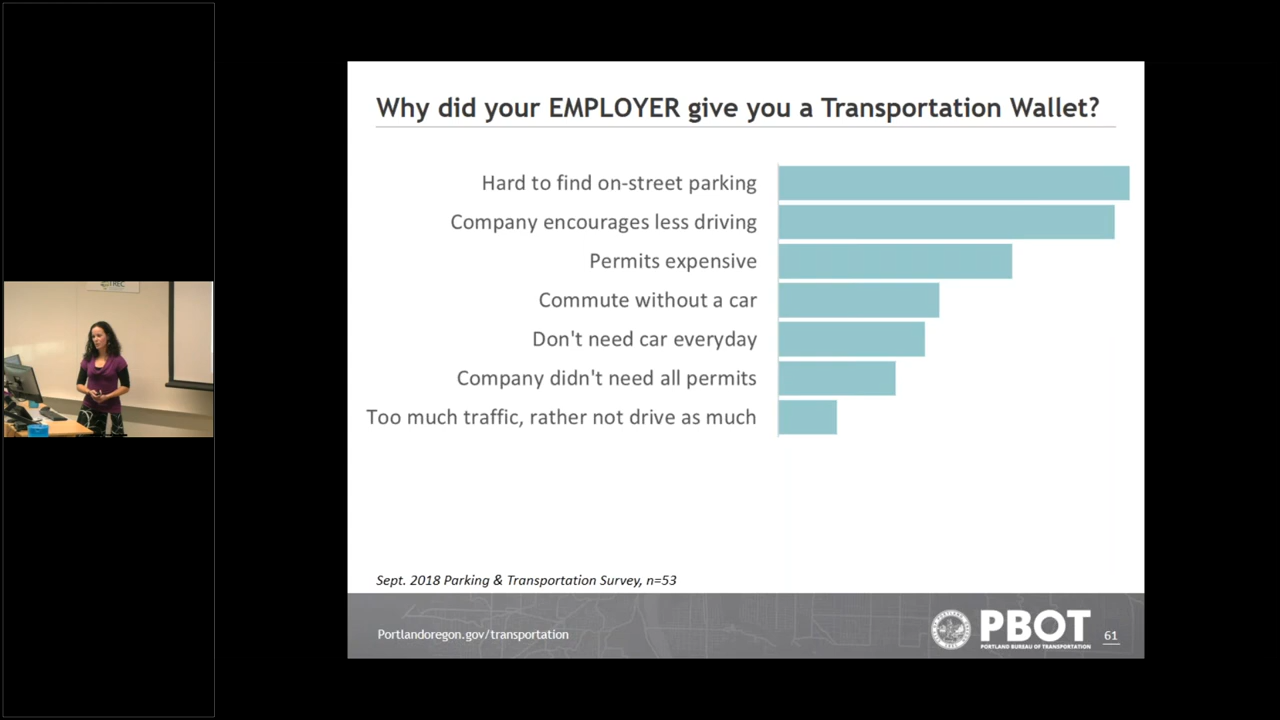 Why did your EMPLOYER give you a Transportation Wallet?
Hard to find on-street parking
Company encourages less driving
Permits expensive
Commute without a car
Don't need car everyday
Company didn't need all permits
Too much traffic, rather not drive as much
Sept. 2018 Parking & Transportation Survey, n=53
Portlandoregon.gov/transportation
PBOT
PORTLAND BUREAU OF TRANSPORTATION
61
TREC